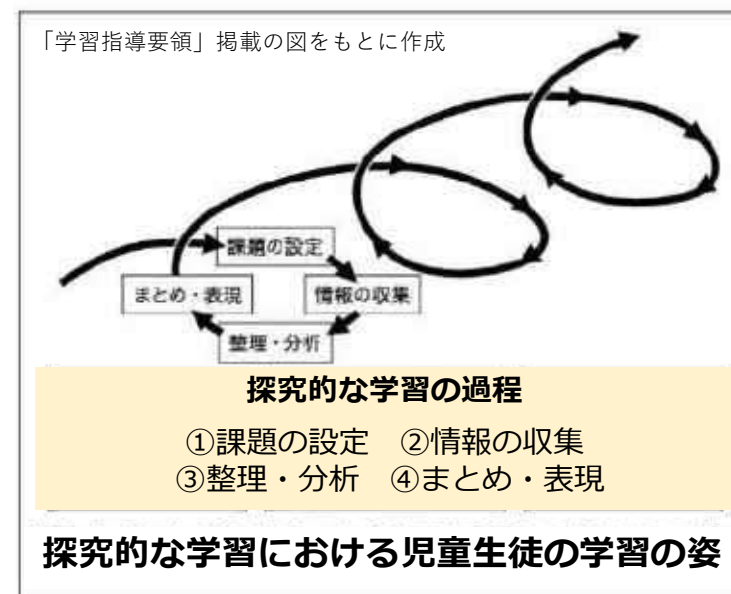 「学習指導要領」掲載の図をもとに作成
課題の設定
まとめ・表現
情報の収集
整理・分析
探究的な学習の過程
①課題の設定　②情報の収集
③整理・分析　④まとめ・表現
探究的な学習における児童生徒の学習の姿